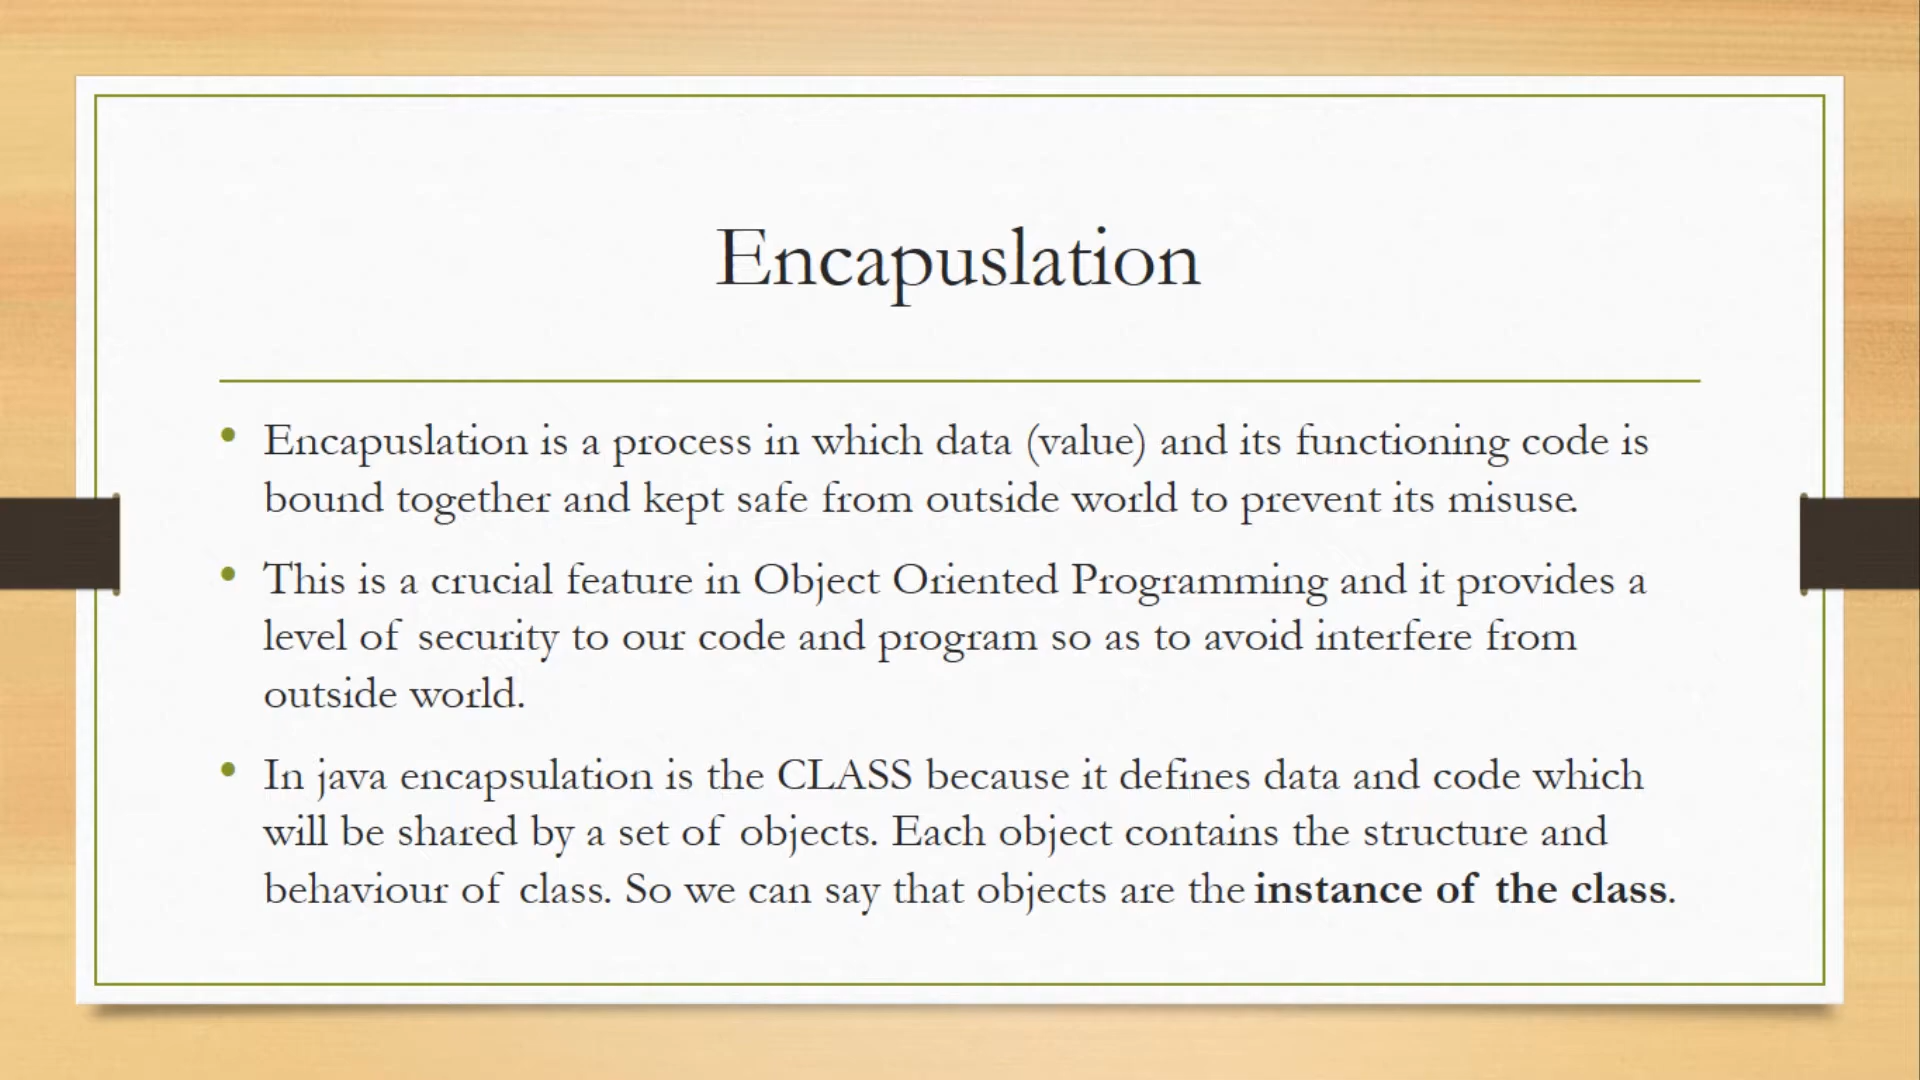 Encapuslation
• Encapuslation is a process in which data (value) and its functioning code is
bound together and kept safe from outside world to prevent its misuse.
• This is a crucial feature in Object Oriented Programming and it provides a
level of security to our code and program so as to avoid interfere from
outside world.
• In java encapsulation is the CLASS because it defines data and code which
will be shared by a set of objects. Each object contains the structure and
behaviour of class. So we can say that objects are the instance of the class.